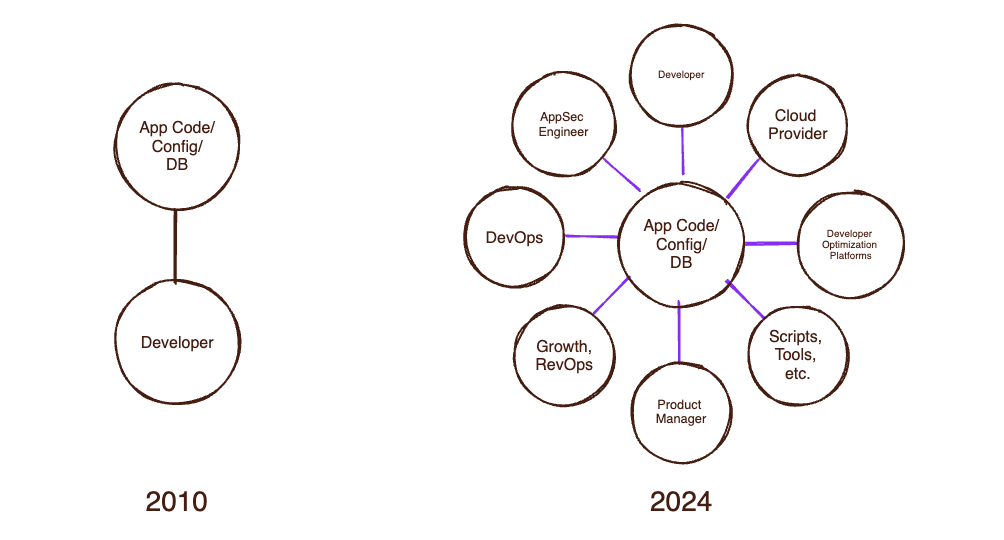 App Code/
Config/
DB
Developer
2010
Developer
AppSec
Engineer
Cloud
Provider
DevOps
App Code/
Config/
DB
Developer
Optimization
Platforms
Growth,
RevOps
Scripts,
Tools,
etc.
Product
Manager
2024